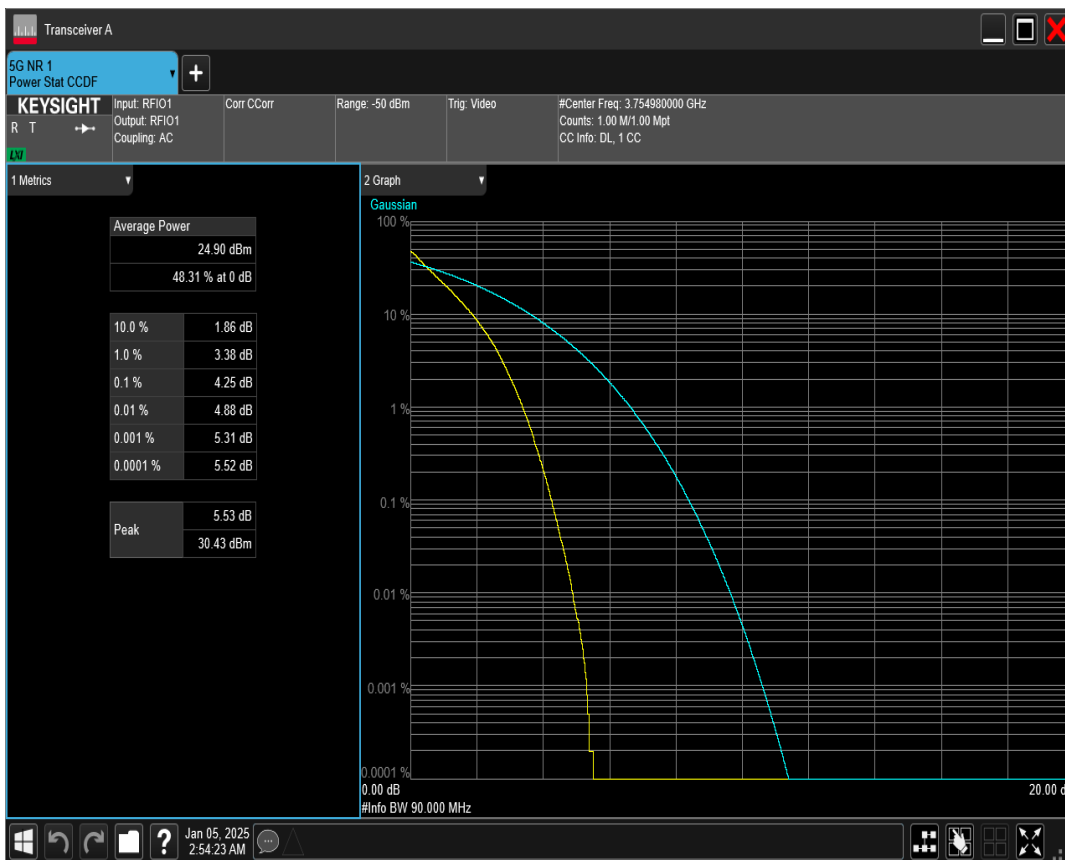 Transceiver A
5G NR 1
Power Stat CCDF
KEYSIGHT
R T
LXI
Input: RFIO1
Output: RFIO1
Coupling: AC
Corr CCorr
Range: -50 dBm
Trig: Video
#Center Freq: 3.754980000 GHz
Counts: 1.00 M/1.00 Mpt
CC Info: DL, 1 CC
1 Metrics
Average Power
24.90 dBm
48.31 % at 0 dB
10.0 % 1.86 dB
1.0 % 3.38 dB
0.1 % 4.25 dB
0.01 % 4.88 dB
0.001 % 5.31 dB
0.0001 % 5.52 dB
Peak
5.53 dB
30.43 dBm
2 Graph
Gaussian
100 %
10 %
1 %
0.1 %
0.01 %
0.001 %
0.0001 %
0.00 dB
20.00 d
#Info BW 90.000 MHz
?
Jan 05, 2025
2:54:23 AM